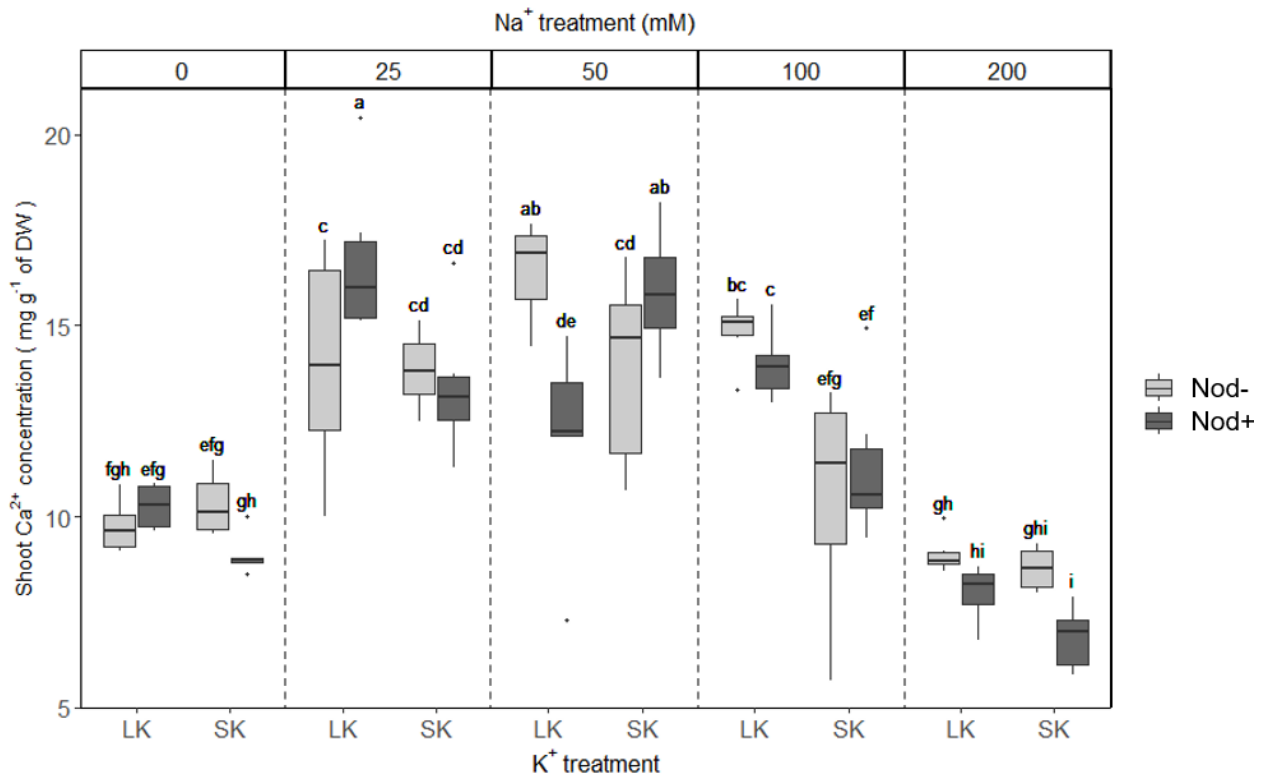 Na⁺ treatment (mM)
0 25 50 100 200
Shoot Ca²⁺ concentration ( mg g⁻¹ of DW )
20
15
10
5
fgh efg efg gh
c a cd cd
ab de cd ab
bc c efg ef
gh hi ghi i
LK SK LK SK LK SK LK SK LK SK
K⁺ treatment
Nod-
Nod+